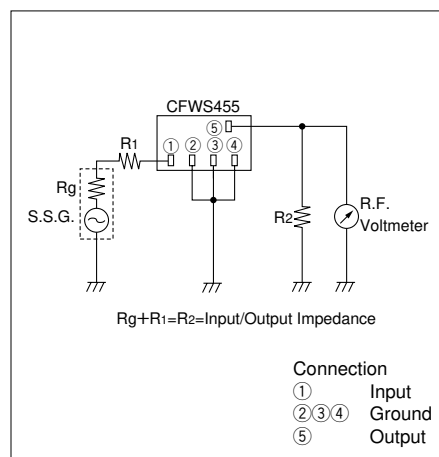 CFWS455
⑤
R1
① ② ③ ④
Rg
S.S.G.
R2
R.F.
Voltmeter
Rg+R1=R2=Input/Output Impedance
Connection
① Input
②③④ Ground
⑤ Output